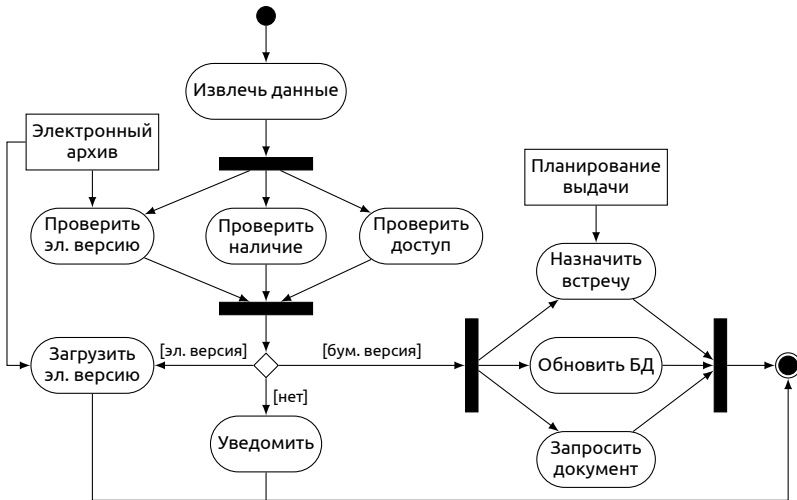 Извлечь данные
Электронный
архив
Планирование
выдачи
Проверить
эл. версию
Проверить
наличие
Проверить
доступ
Назначить
встречу
Загрузить
эл. версию
[эл. версия]
[бум. версия]
Обновить БД
[нет]
Уведомить
Запросить
документ